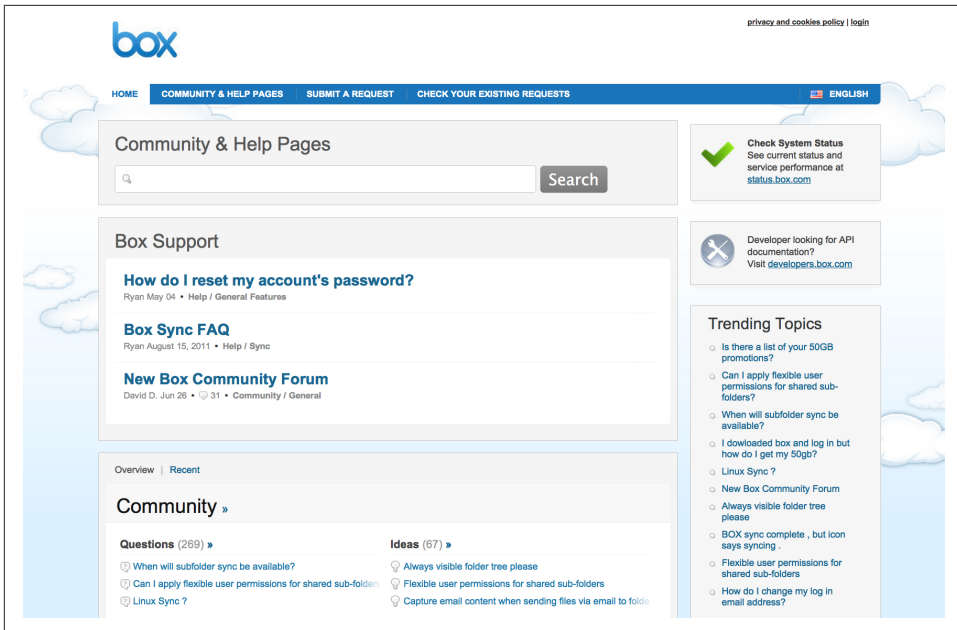 privacy and cookies policy | login
box
HOME COMMUNITY & HELP PAGES SUBMIT A REQUEST CHECK YOUR EXISTING REQUESTS ENGLISH
Community & Help Pages
Search
Box Support
How do I reset my account's password?
Ryan May 04 • Help / General Features
Box Sync FAQ
Ryan August 15, 2011 • Help / Sync
New Box Community Forum
David D. Jun 26 • 31 • Community / General
Overview | Recent
Community »
Questions (269) »
When will subfolder sync be available?
Can I apply flexible user permissions for shared sub-folders
Linux Sync ?
Ideas (67) »
Always visible folder tree please
Flexible user permissions for shared sub-folders
Capture email content when sending files via email to folde
Check System Status
See current status and
service performance at
status.box.com
Developer looking for API
documentation?
Visit developers.box.com
Trending Topics
Is there a list of your 50GB
promotions?
Can I apply flexible user
permissions for shared sub-
folders?
When will subfolder sync be
available?
I dowloaded box and log in but
how do I get my 50gb?
Linux Sync ?
New Box Community Forum
Always visible folder tree
please
BOX sync complete , but icon
says syncing .
Flexible user permissions for
shared sub-folders
How do I change my log in
email address?